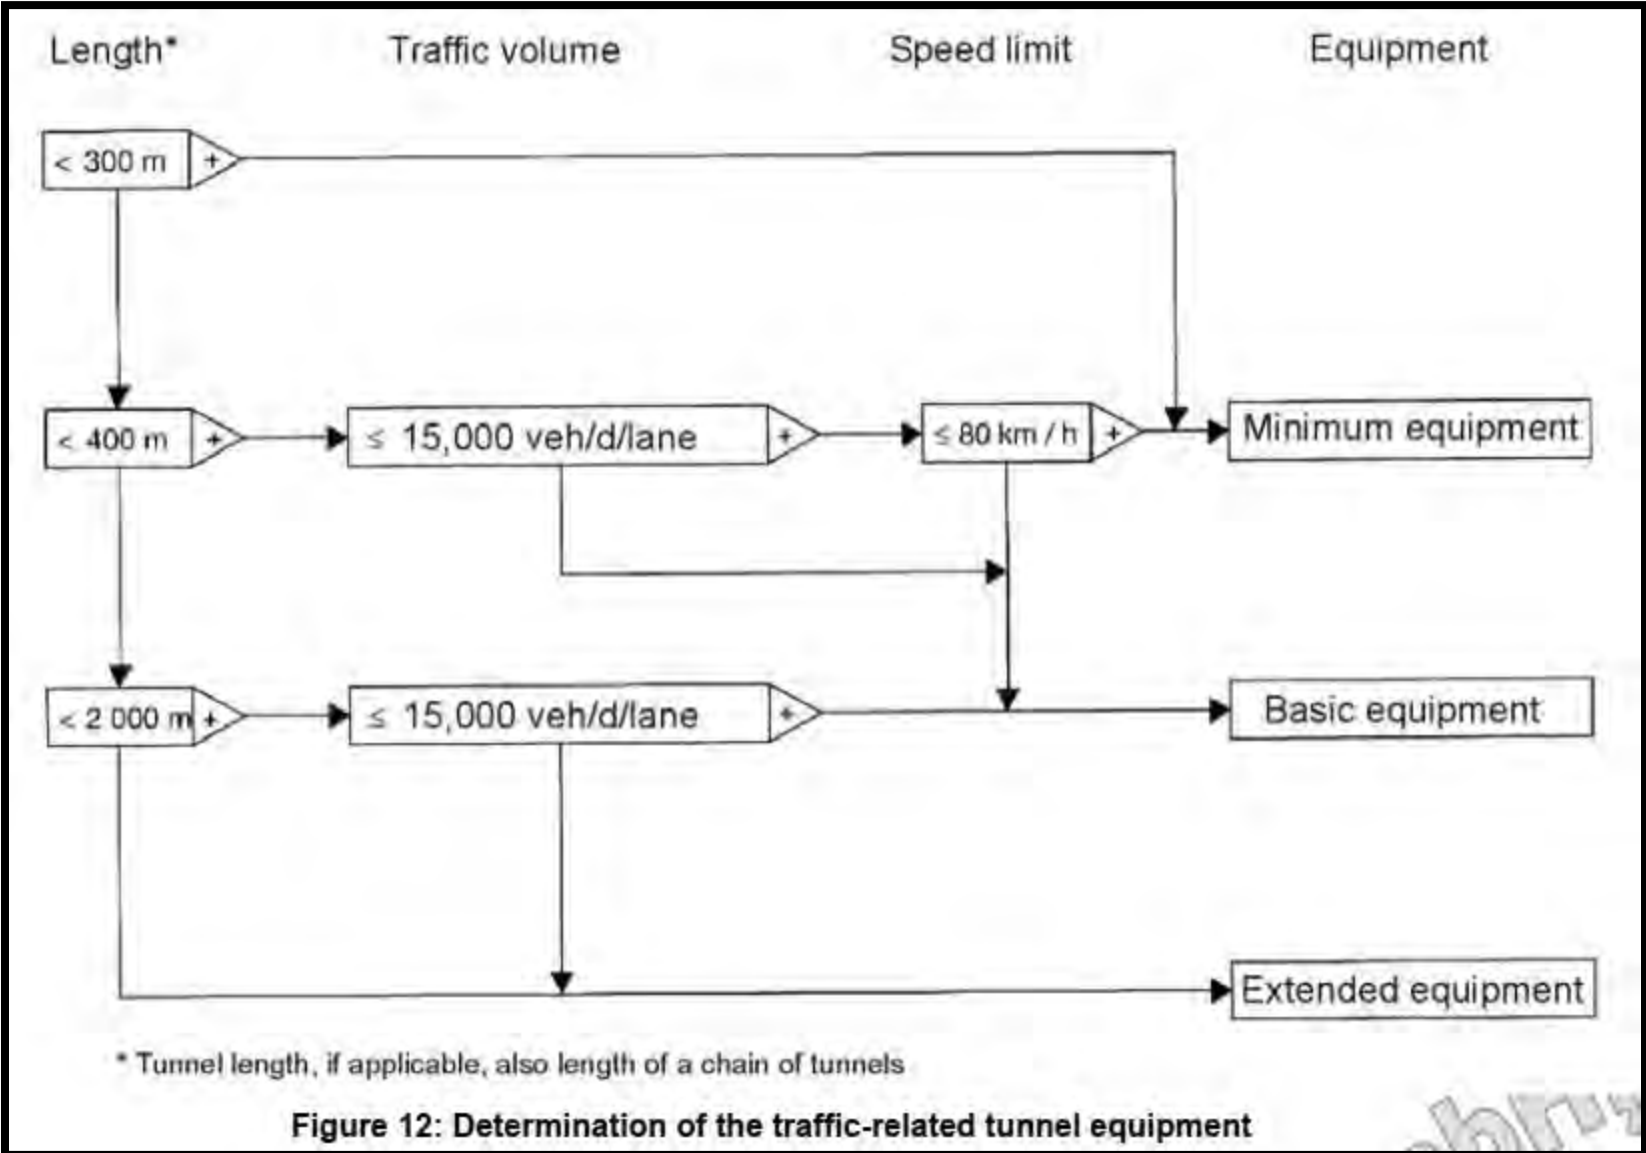 Length* Traffic volume Speed limit Equipment
< 300 m +
< 400 m + ≤ 15,000 veh/d/lane + ≤ 80 km / h + Minimum equipment
< 2 000 m + ≤ 15,000 veh/d/lane + Basic equipment
Extended equipment
* Tunnel length, if applicable, also length of a chain of tunnels
Figure 12: Determination of the traffic-related tunnel equipment